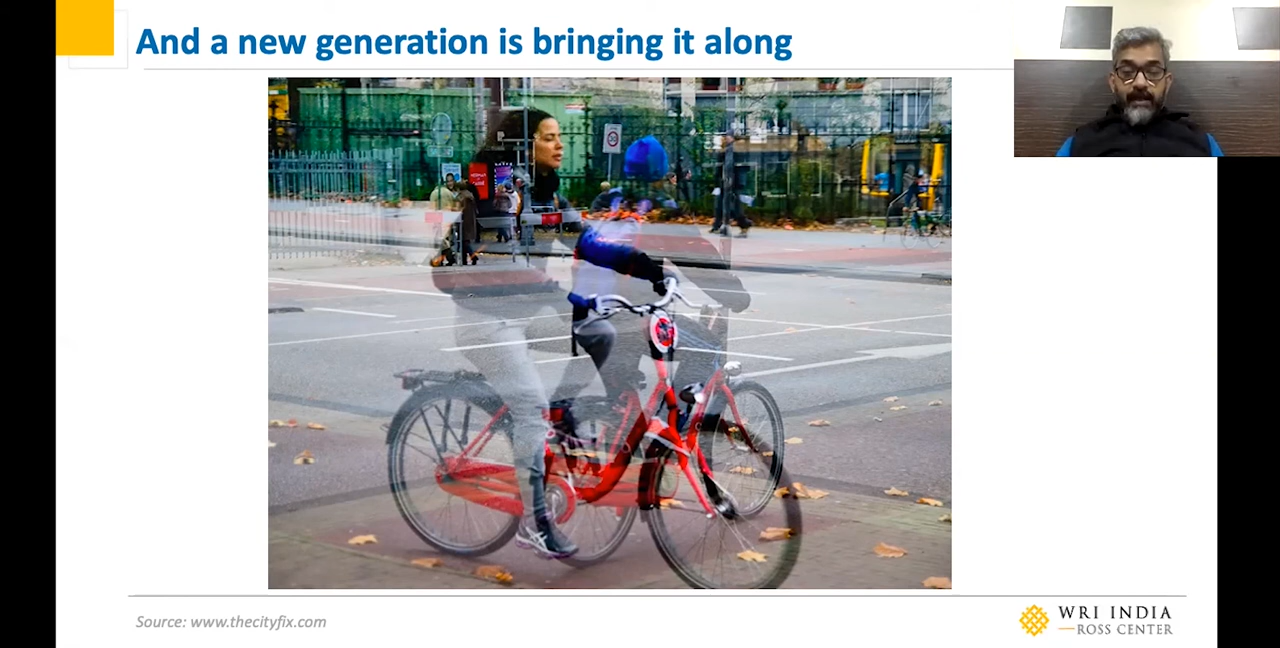 And a new generation is bringing it along
Source: www.thecityfix.com
WRI INDIA
ROSS CENTER